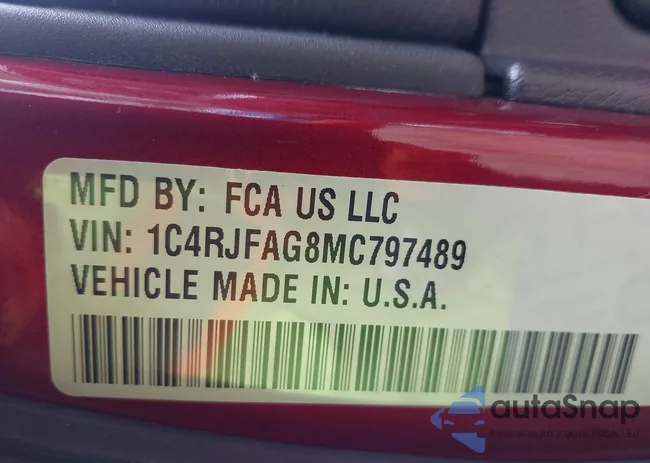 MFD BY: FCA US LLC
VIN: 1C4RJFAG8MC797489
VEHICLE MADE IN: U.S.A.
autoSnap